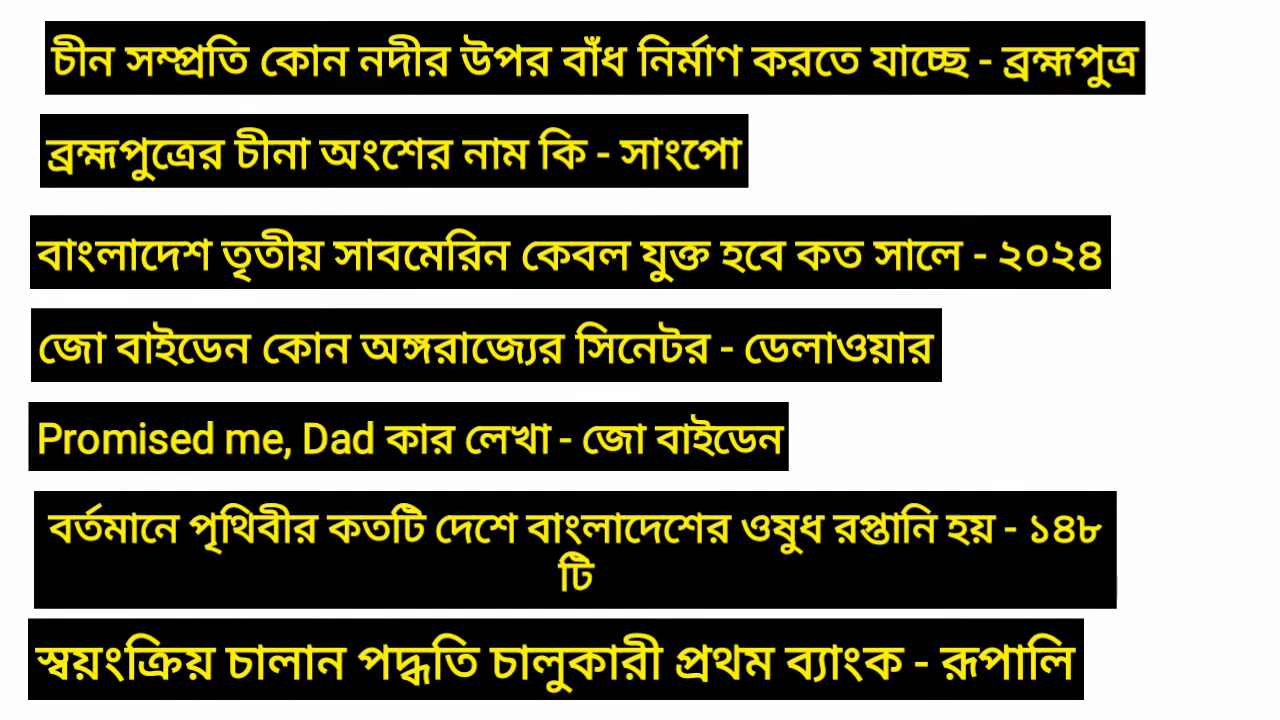 চীন সম্প্রতি কোন নদীর উপর বাঁধ নির্মাণ করতে যাচ্ছে - ব্রহ্মপুত্র
ব্রহ্মপুত্রের চীনা অংশের নাম কি - সাংপো
বাংলাদেশ তৃতীয় সাবমেরিন কেবল যুক্ত হবে কত সালে - ২০২৪
জো বাইডেন কোন অঙ্গরাজ্যের সিনেটর - ডেলাওয়ার
Promised me, Dad কার লেখা - জো বাইডেন
বর্তমানে পৃথিবীর কতটি দেশে বাংলাদেশের ওষুধ রপ্তানি হয় - ১৪৮
টি
স্বয়ংক্রিয় চালান পদ্ধতি চালুকারী প্রথম ব্যাংক - রূপালি